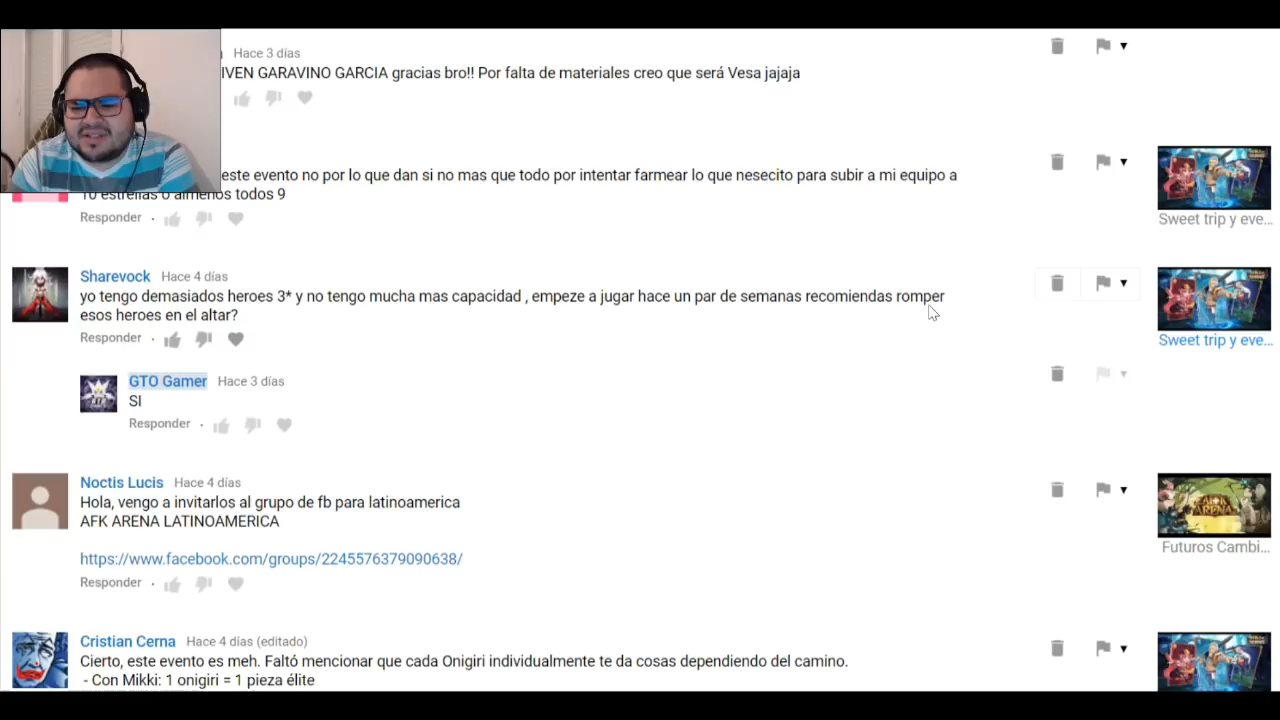 Hace 3 días
IVEN GARAVINO GARCIA gracias bro!! Por falta de materiales creo que será Vesa jajaja
este evento no por lo que dan si no mas que todo por intentar farmear lo que nesecito para subir a mi equipo a
10 estrellas o almenos todos 9
Responder
Sweet trip y eve...
Sharevock Hace 4 días
yo tengo demasiados heroes 3* y no tengo mucha mas capacidad , empeze a jugar hace un par de semanas recomiendas romper
esos heroes en el altar?
Responder
Sweet trip y eve...
GTO Gamer Hace 3 días
SI
Responder
Noctis Lucis Hace 4 días
Hola, vengo a invitarlos al grupo de fb para latinoamerica
AFK ARENA LATINOAMERICA
https://www.facebook.com/groups/2245576379090638/
Responder
AFK ARENA
Futuros Cambi...
Cristian Cerna Hace 4 días (editado)
Cierto, este evento es meh. Faltó mencionar que cada Onigiri individualmente te da cosas dependiendo del camino.
- Con Mikki: 1 onigiri = 1 pieza élite